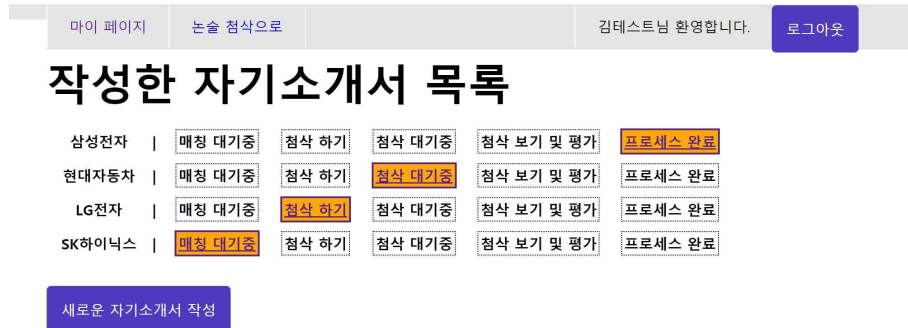 마이 페이지 논술 첨삭으로 김테스트님 환영합니다. 로그아웃
작성한 자기소개서 목록
삼성전자 | 매칭 대기중 첨삭 하기 첨삭 대기중 첨삭 보기 및 평가 프로세스 완료
현대자동차 | 매칭 대기중 첨삭 하기 첨삭 대기중 첨삭 보기 및 평가 프로세스 완료
LG전자 | 매칭 대기중 첨삭 하기 첨삭 대기중 첨삭 보기 및 평가 프로세스 완료
SK하이닉스 | 매칭 대기중 첨삭 하기 첨삭 대기중 첨삭 보기 및 평가 프로세스 완료
새로운 자기소개서 작성